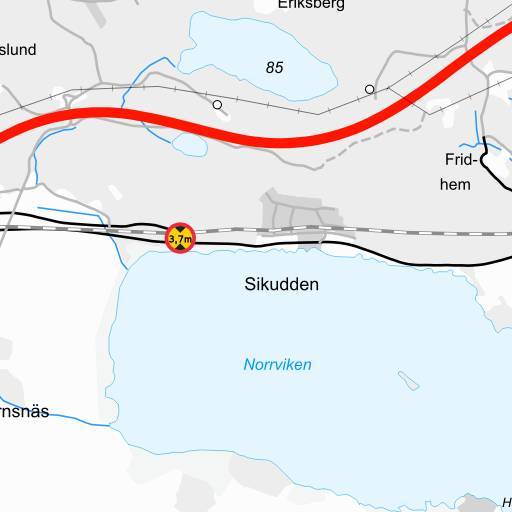 Eriksberg
slund
85
Frid-
hem
3,7m
Sikudden
Norrviken
rnsnäs
H